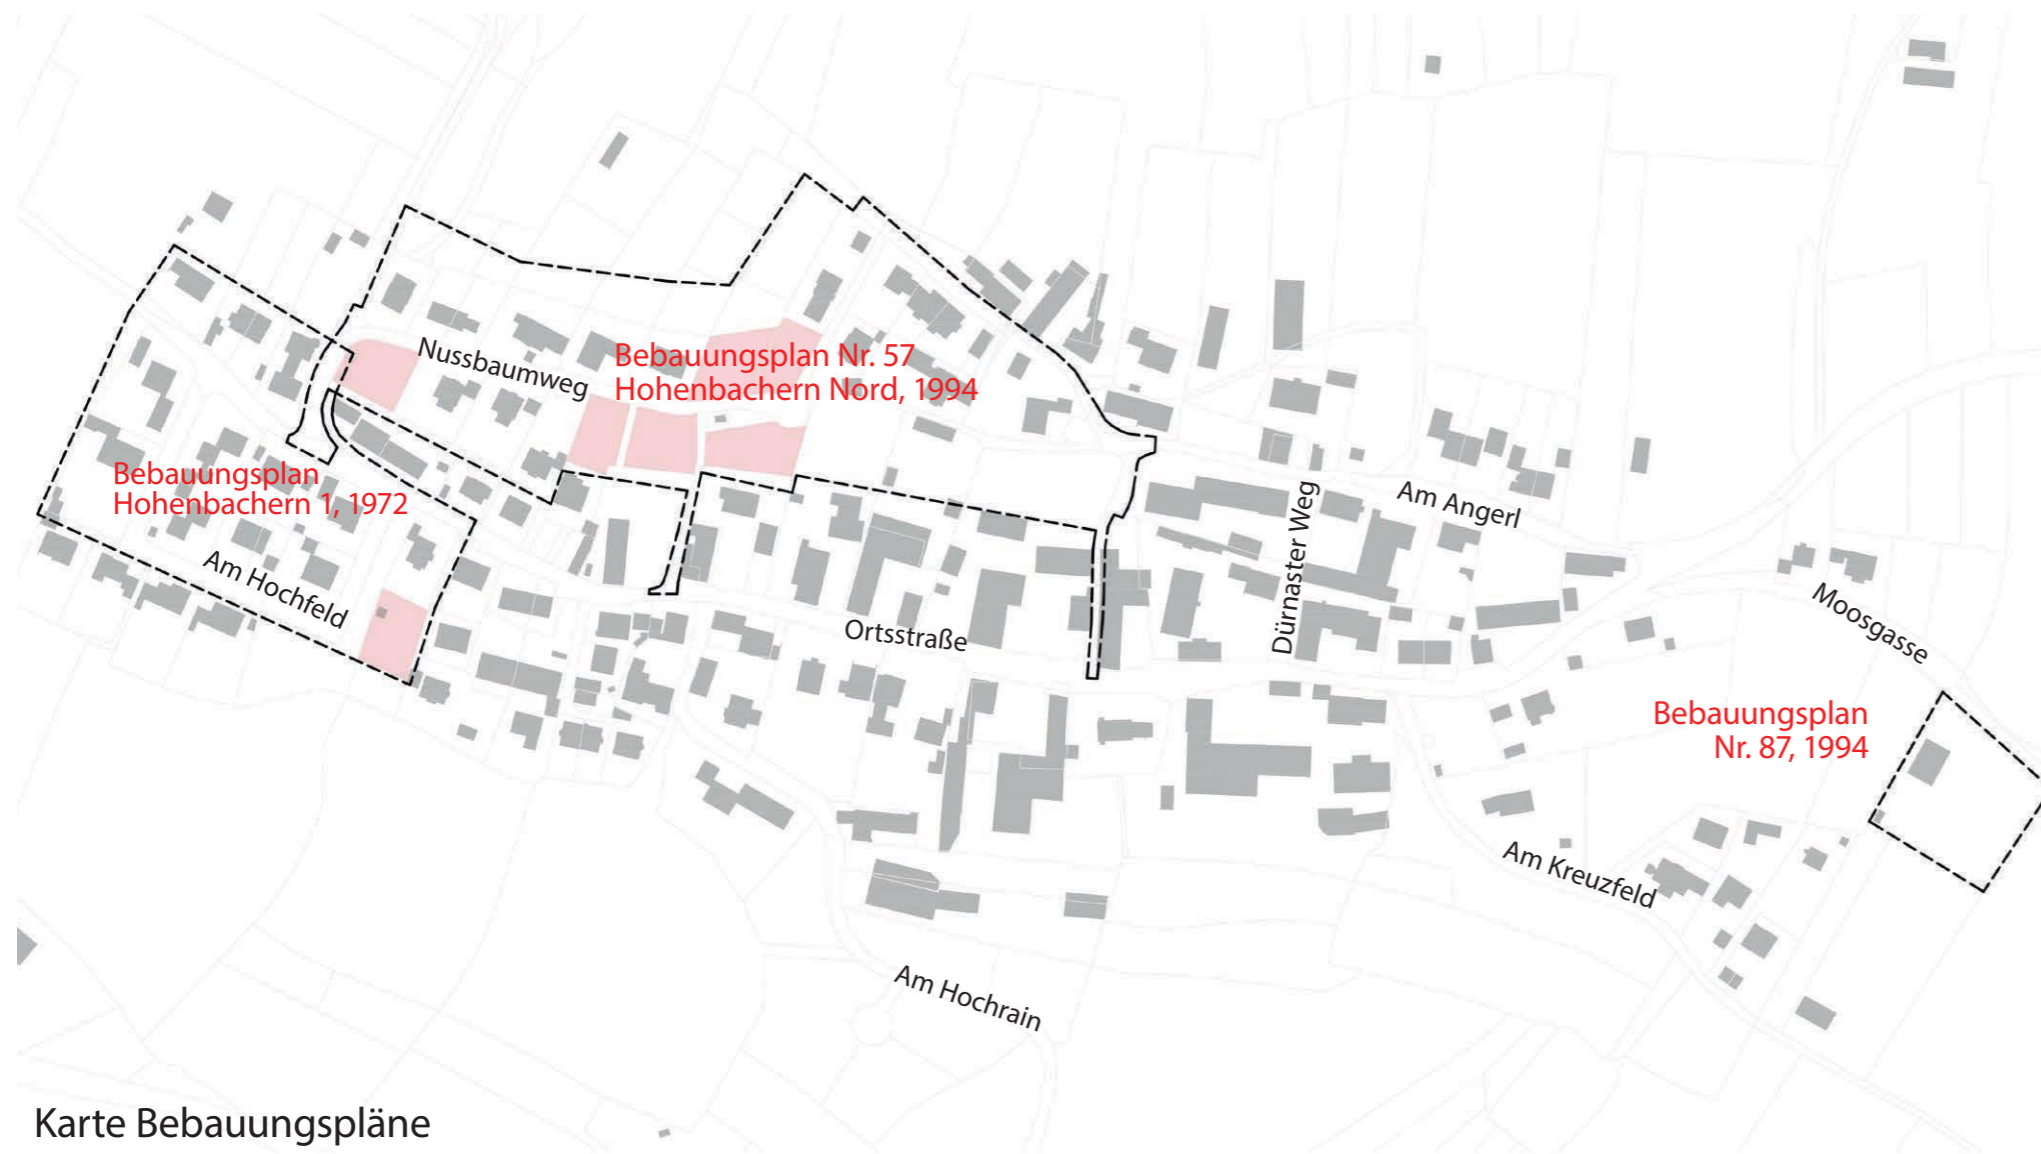 Nussbaumweg
Bebauungsplan Nr. 57
Hohenbachern Nord, 1994
Bebauungsplan
Hohenbachern 1, 1972
Am Hochfeld
Ortsstraße
Dürnaster Weg
Am Angerl
Moosgasse
Bebauungsplan
Nr. 87, 1994
Am Kreuzfeld
Am Hochrain
Karte Bebauungspläne